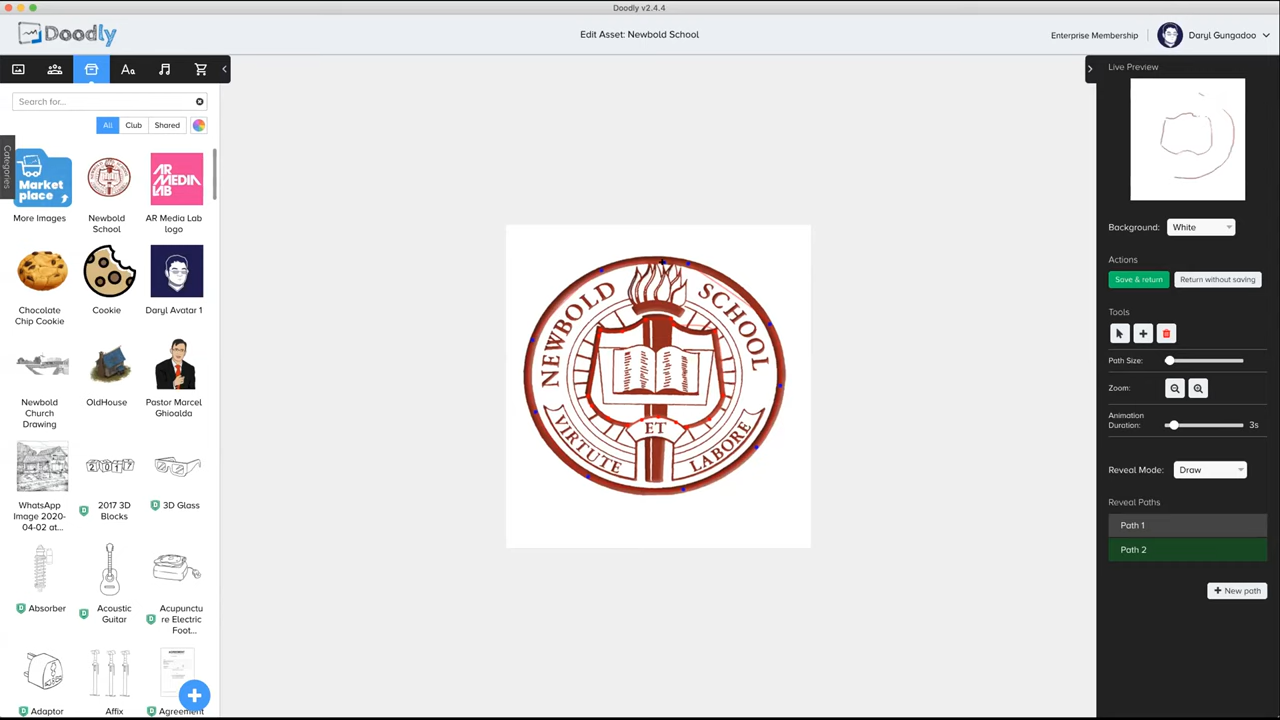 Doodly v2.4.4
Doodly
Edit Asset: Newbold School
Enterprise Membership
Daryl Gungadoo
Aa
Search for...
All
Club
Shared
Categories
Market place
More Images
Newbold School
AR MEDIA LAB
AR Media Lab logo
Chocolate Chip Cookie
Cookie
Daryl Avatar 1
Newbold Church Drawing
OldHouse
Pastor Marcel Ghioalda
WhatsApp Image 2020-04-02 at...
2017 3D Blocks
3D Glass
Absorber
Acoustic Guitar
Acupuncture Electric Foot...
Adaptor
Affix
Agreement
NEWBOLD SCHOOL
VIRTUTE ET LABORE
Live Preview
Background: White
Actions
Save & return
Return without saving
Tools
Path Size:
Zoom:
Animation Duration: 3s
Reveal Mode: Draw
Reveal Paths
Path 1
Path 2
+ New path